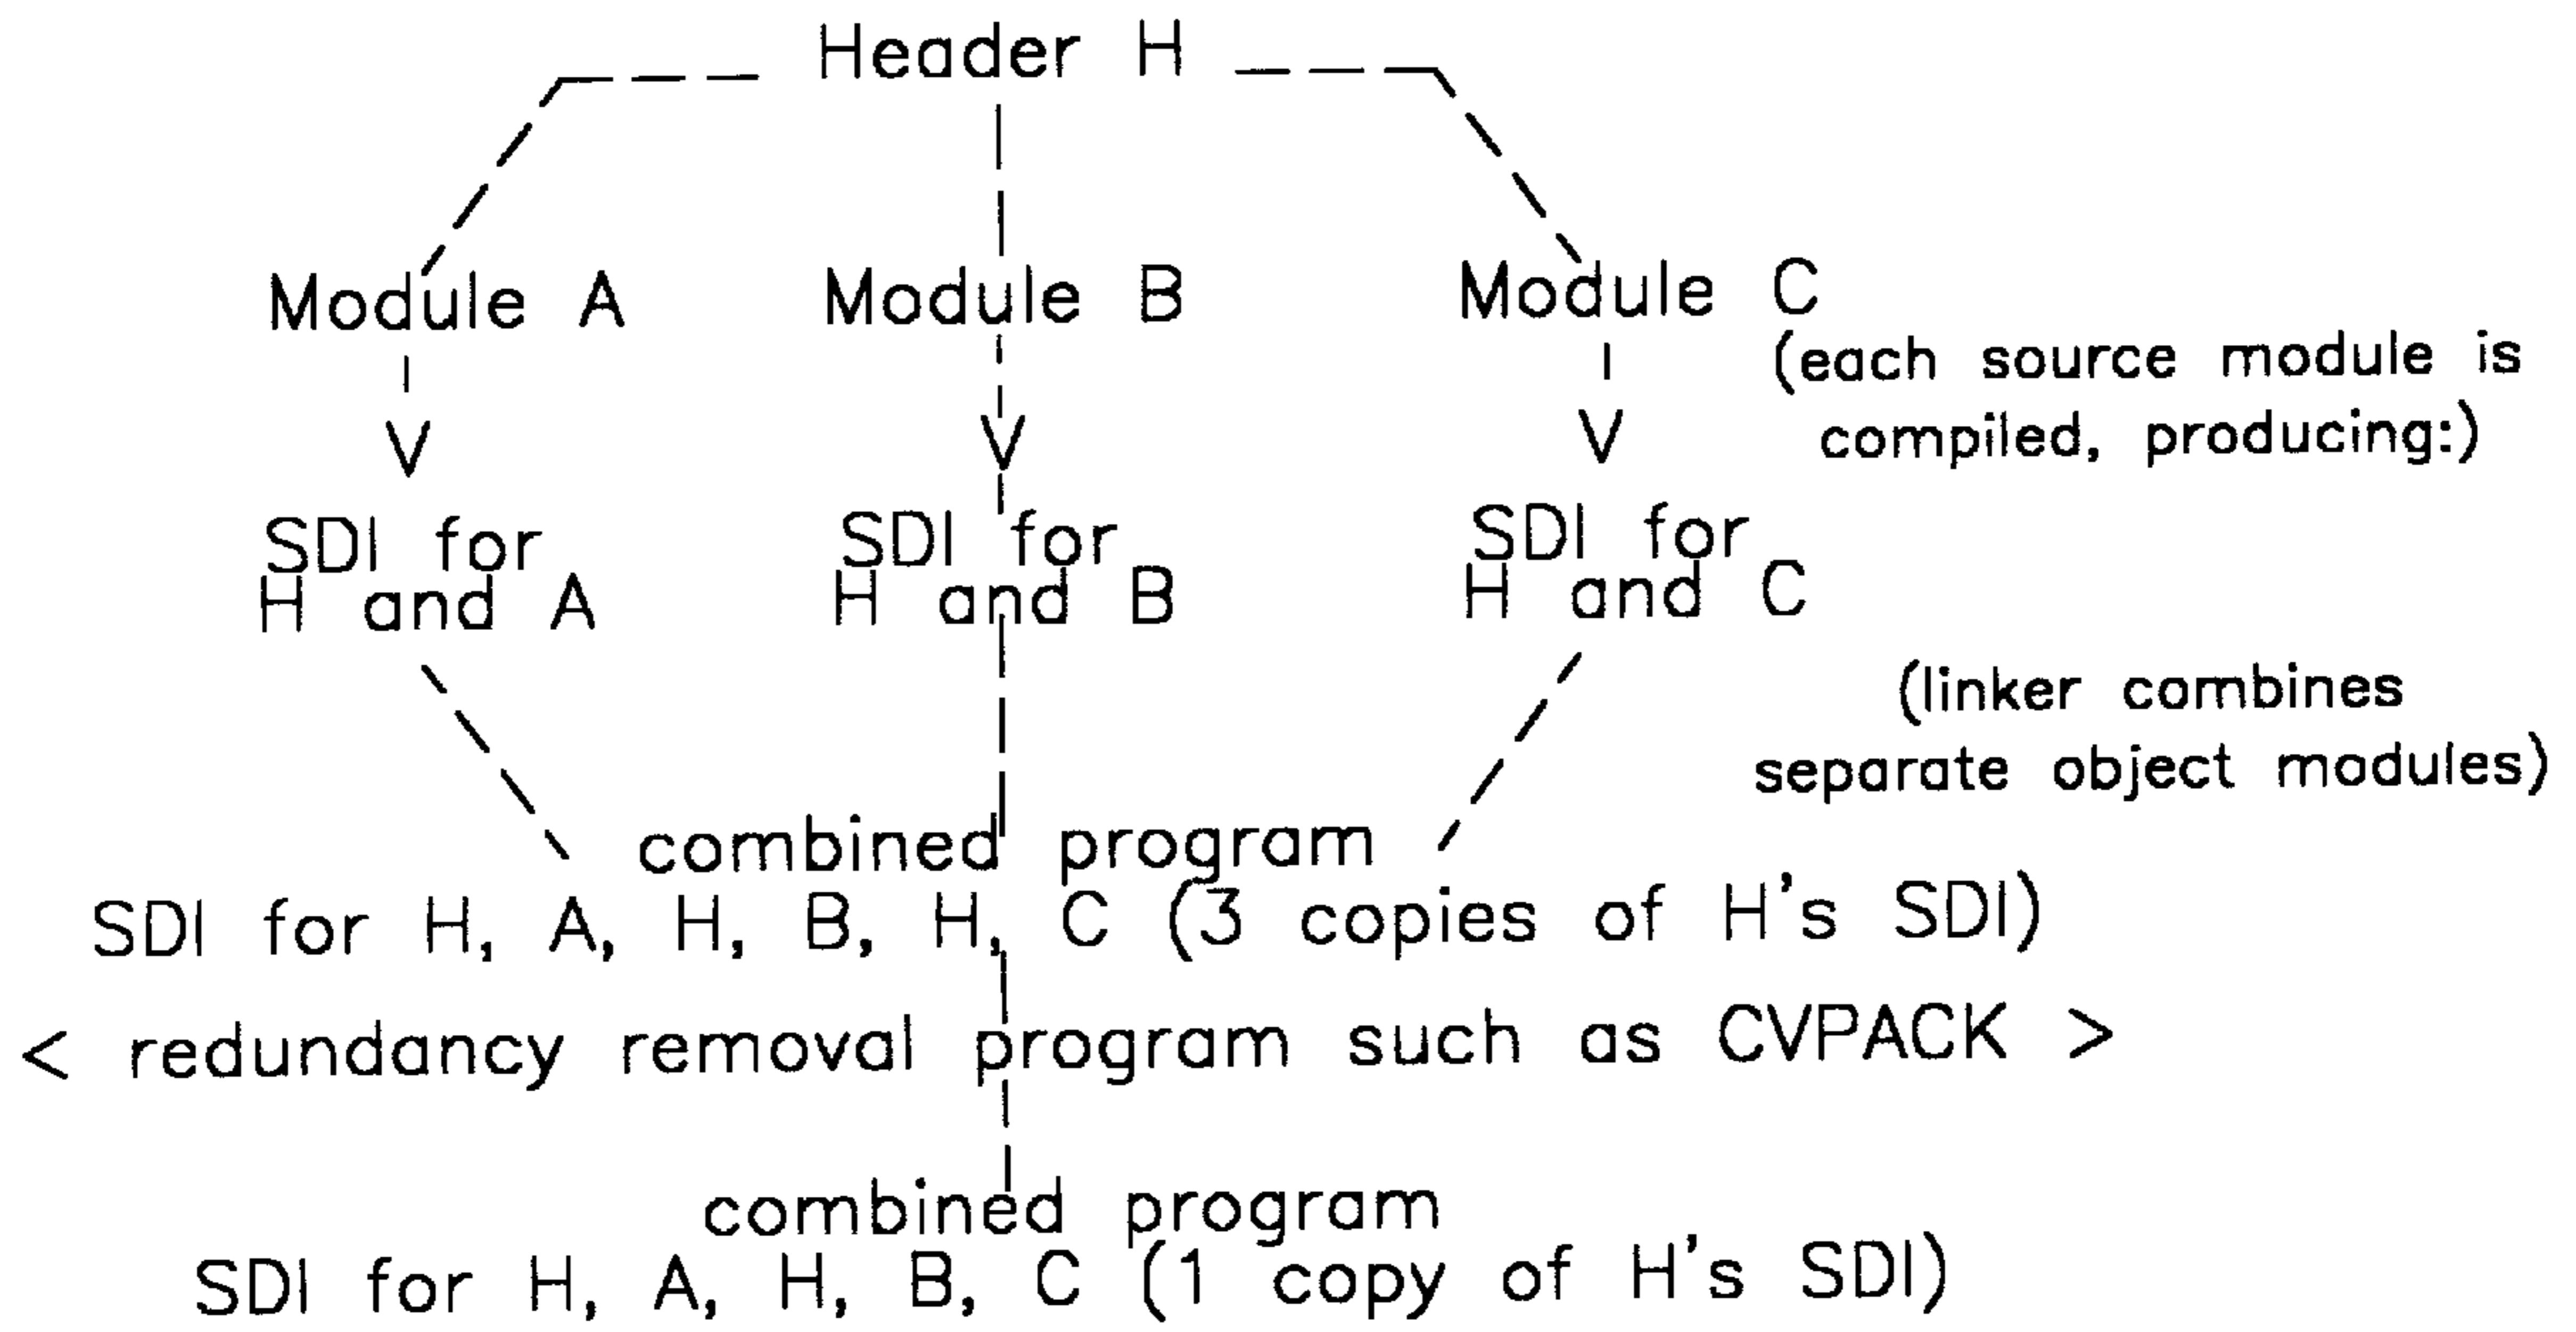 Header H
Module A
Module B
Module C
(each source module is
compiled, producing:)
SDI for
H and A
SDI for
H and B
SDI for
H and C
(linker combines
separate object modules)
combined program
SDI for H, A, H, B, H, C (3 copies of H's SDI)
< redundancy removal program such as CVPACK >
combined program
SDI for H, A, H, B, C (1 copy of H's SDI)